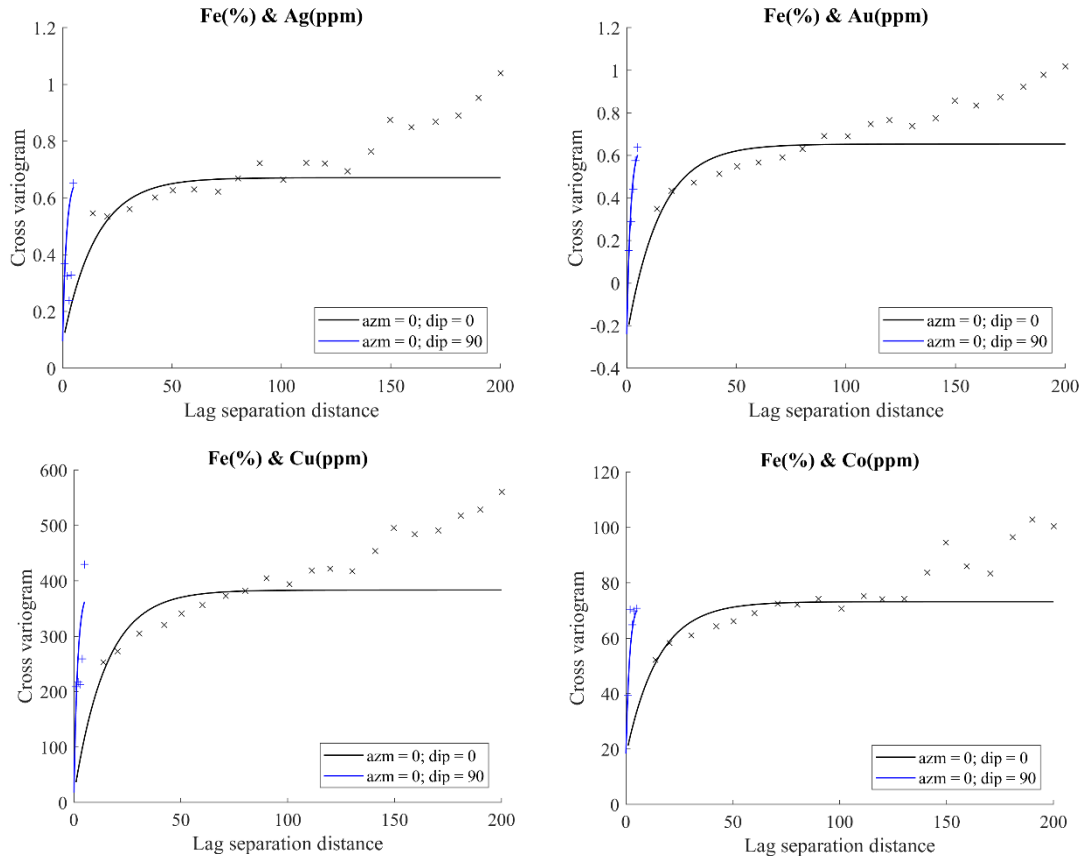 Fe(%) & Ag(ppm)
1.2
1
0.8
0.6
0.4
0.2
0
Cross variogram
azm = 0; dip = 0
azm = 0; dip = 90
0 50 100 150 200
Lag separation distance
Fe(%) & Au(ppm)
1.2
1
0.8
0.6
0.4
0.2
0
-0.2
-0.4
Cross variogram
azm = 0; dip = 0
azm = 0; dip = 90
0 50 100 150 200
Lag separation distance
Fe(%) & Cu(ppm)
600
500
400
300
200
100
0
Cross variogram
azm = 0; dip = 0
azm = 0; dip = 90
0 50 100 150 200
Lag separation distance
Fe(%) & Co(ppm)
120
100
80
60
40
20
0
Cross variogram
azm = 0; dip = 0
azm = 0; dip = 90
0 50 100 150 200
Lag separation distance